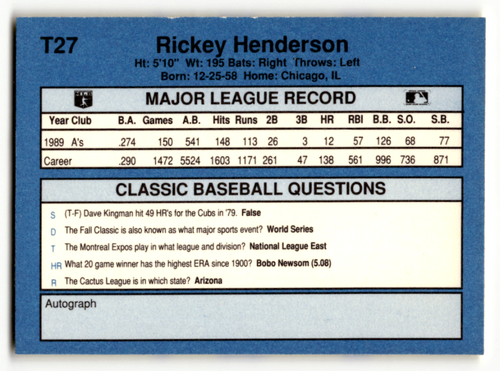 T27
Rickey Henderson
Ht: 5'10" Wt: 195 Bats: Right Throws: Left
Born: 12-25-58 Home: Chicago, IL
MAJOR LEAGUE RECORD
Year Club B.A. Games A.B. Hits Runs 2B 3B HR RBI B.B. S.O. S.B.
1989 A's .274 150 541 148 113 26 3 12 57 126 68 77
Career .290 1472 5524 1603 1171 261 47 138 561 996 736 871
CLASSIC BASEBALL QUESTIONS
S (T-F) Dave Kingman hit 49 HR's for the Cubs in '79. False
D The Fall Classic is also known as what major sports event? World Series
T The Montreal Expos play in what league and division? National League East
HR What 20 game winner has the highest ERA since 1900? Bobo Newsom (5.08)
R The Cactus League is in which state? Arizona
Autograph